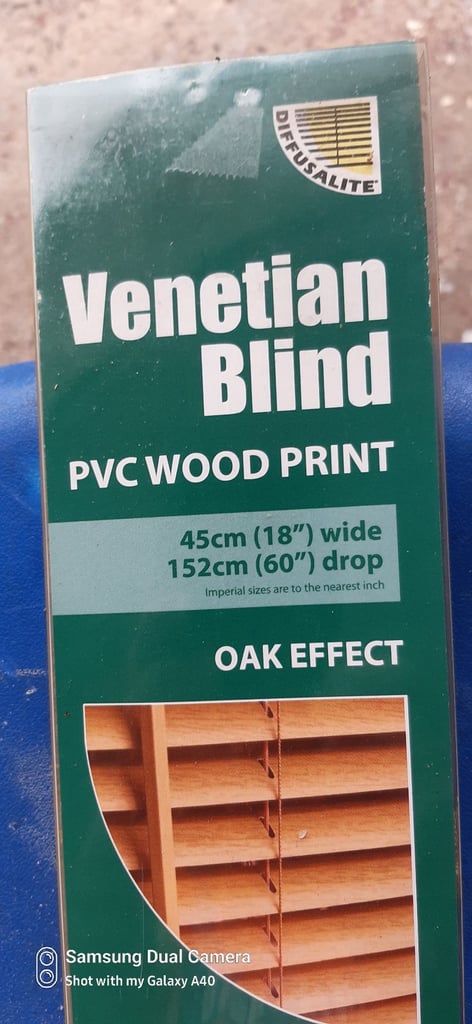 DIFFUSALITE
Venetian
Blind
PVC WOOD PRINT
45cm (18”) wide
152cm (60”) drop
Imperial sizes are to the nearest inch
OAK EFFECT
Samsung Dual Camera
Shot with my Galaxy A40